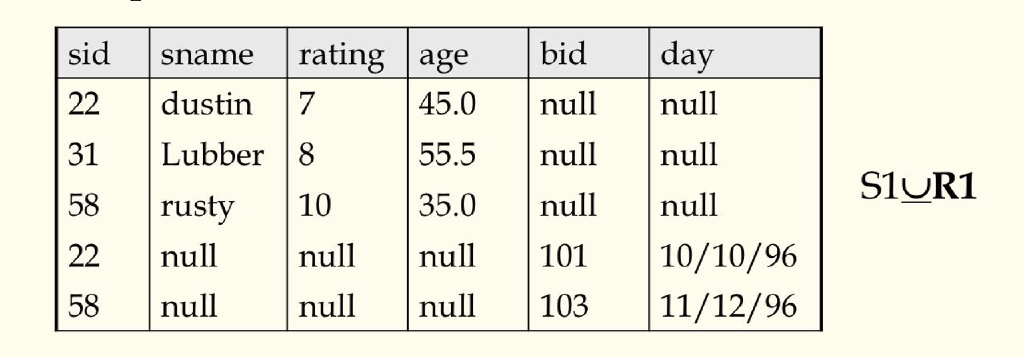 sid sname rating age bid day
22 dustin 7 45.0 null null
31 Lubber 8 55.5 null null
58 rusty 10 35.0 null null
22 null null null 101 10/10/96
58 null null null 103 11/12/96
S1∪R1